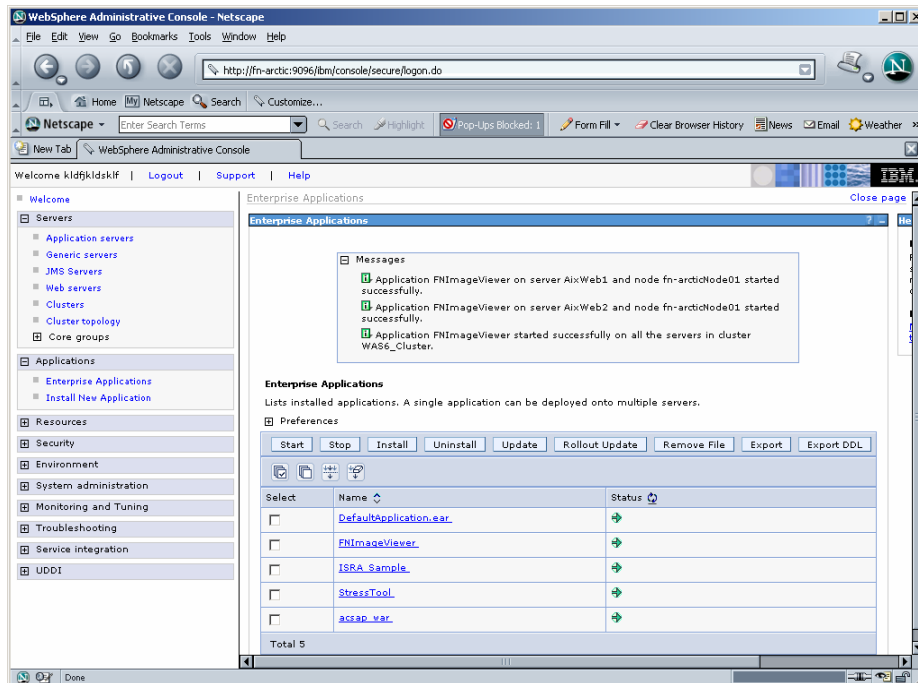 WebSphere Administrative Console - Netscape
File Edit View Go Bookmarks Tools Window Help
http://fn-arctic:9096/ibm/console/secure/logon.do
Home My Netscape Search Customize...
Netscape Enter Search Terms Search Highlight Pop-Ups Blocked: 1 Form Fill Clear Browser History News Email Weather
New Tab WebSphere Administrative Console
Welcome kldfjkldsklf | Logout | Support | Help IBM.
Welcome
Servers
Application servers
Generic servers
JMS Servers
Web servers
Clusters
Cluster topology
Core groups
Applications
Enterprise Applications
Install New Application
Resources
Security
Environment
System administration
Monitoring and Tuning
Troubleshooting
Service integration
UDDI
Enterprise Applications Close page
Enterprise Applications ? -
Messages
Application FNImageViewer on server AixWeb1 and node fn-arcticNode01 started
successfully.
Application FNImageViewer on server AixWeb2 and node fn-arcticNode01 started
successfully.
Application FNImageViewer started successfully on all the servers in cluster
WAS6_Cluster.
Enterprise Applications
Lists installed applications. A single application can be deployed onto multiple servers.
Preferences
Start Stop Install Uninstall Update Rollout Update Remove File Export Export DDL
Select Name Status
DefaultApplication.ear
FNImageViewer
ISRA Sample
StressTool
acsap war
Total 5
Done